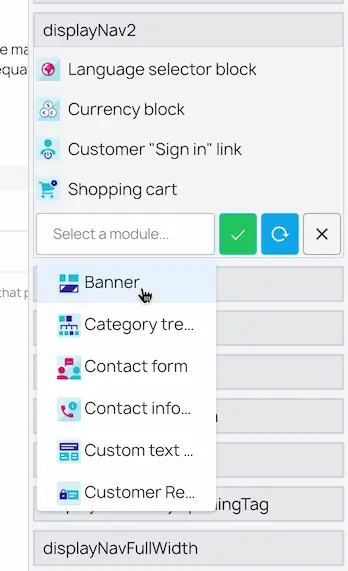 displayNav2
e ma
equa
Language selector block
Currency block
Customer "Sign in" link
Shopping cart
Select a module...
that p
Banner
Category tre...
Contact form
Contact info...
Custom text ...
Customer Re...
ningTag
displayNavFullWidth